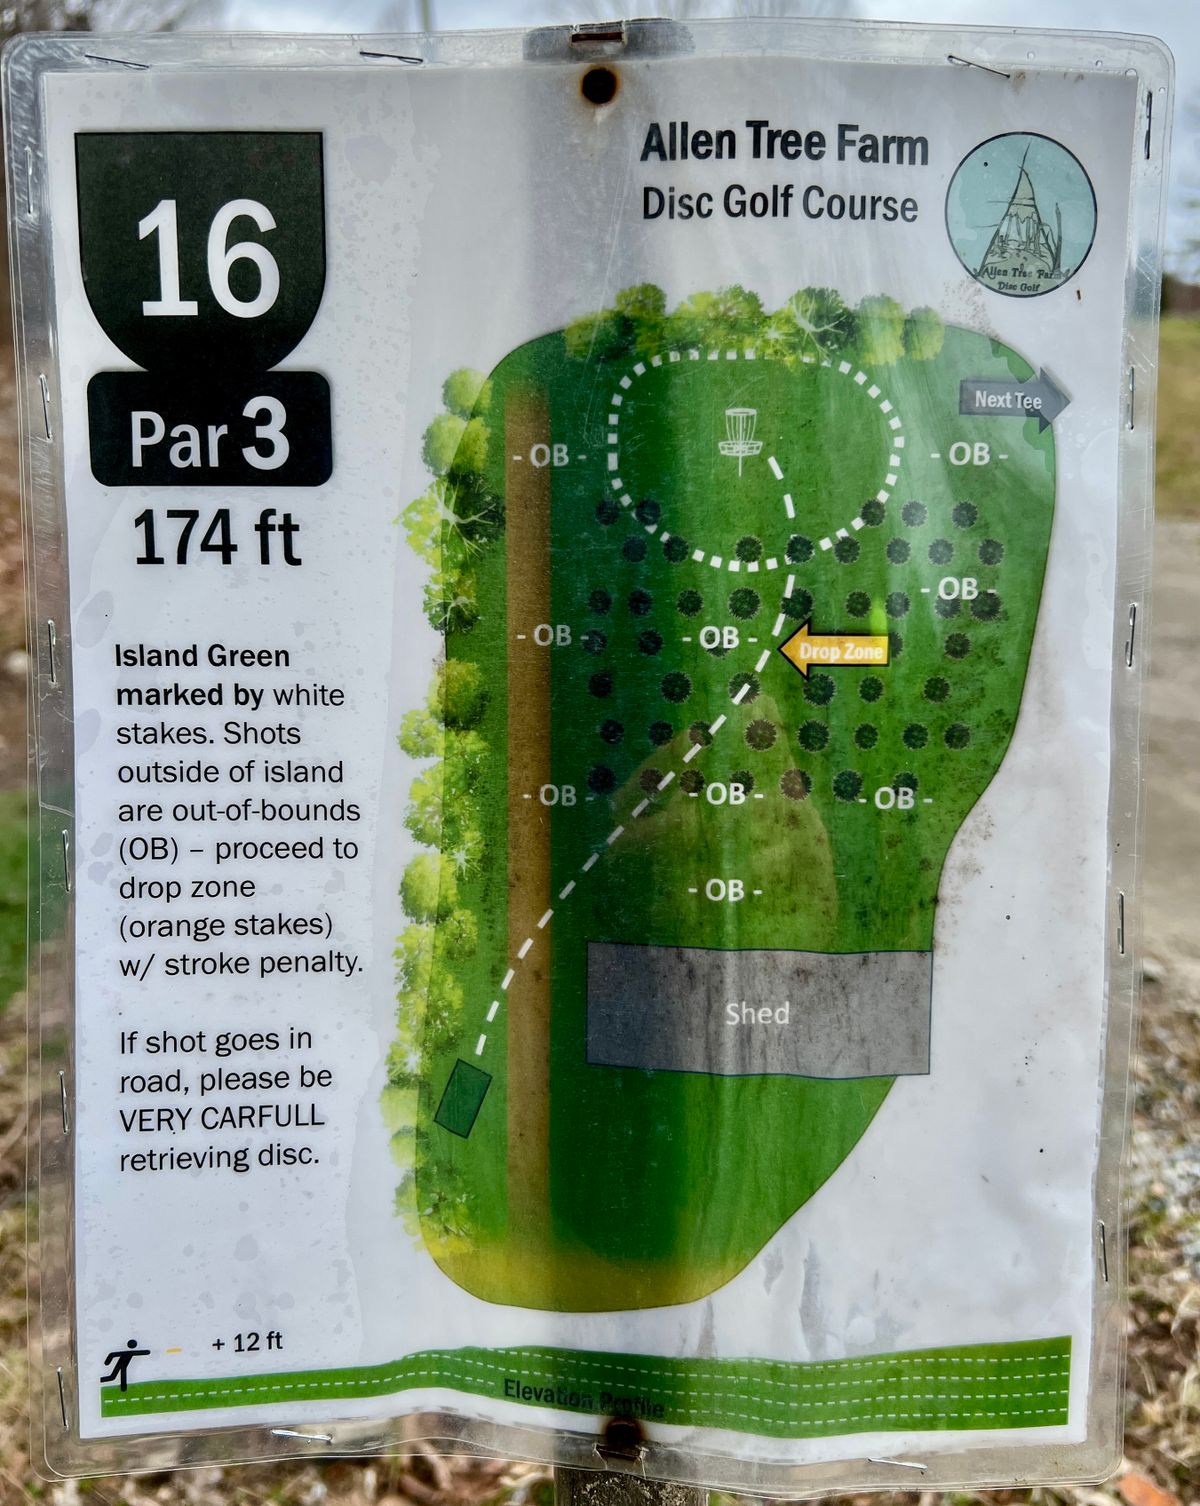 16
Par 3
174 ft
Allen Tree Farm
Disc Golf Course
Allen Tree Farm
Disc Golf
Island Green
marked by white
stakes. Shots
outside of island
are out-of-bounds
(OB) – proceed to
drop zone
(orange stakes)
w/ stroke penalty.
If shot goes in
road, please be
VERY CARFULL
retrieving disc.
Next Tee
- OB -
- OB -
- OB -
- OB -
- OB -
Drop Zone
- OB -
- OB -
- OB -
- OB -
Shed
+ 12 ft
Elevation Profile